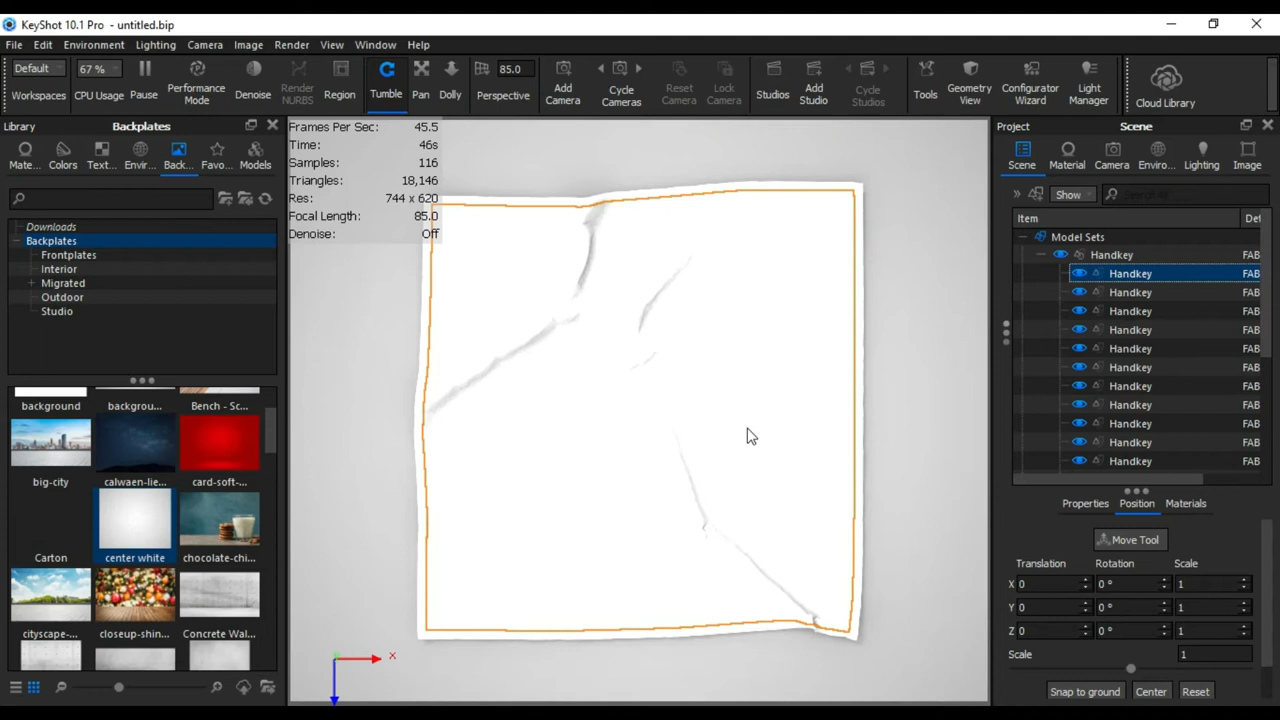 KeyShot 10.1 Pro - untitled.bip
File Edit Environment Lighting Camera Image Render View Window Help
Default 67 % 85.0
Workspaces CPU Usage Pause Performance Mode Denoise Render NURBS Region Tumble Pan Dolly Perspective Add Camera Cycle Cameras Reset Camera Lock Camera Studios Add Studio Cycle Studios Tools Geometry View Configurator Wizard Light Manager Cloud Library
Library Backplates
Mate... Colors Text... Envir... Back... Favo... Models
Downloads
Backplates
Frontplates
Interior
Migrated
Outdoor
Studio
background backgrou... Bench - Sc...
big-city calwaen-lie... card-soft-...
Carton center white chocolate-chi...
cityscape-... closeup-shin... Concrete Wal...
Frames Per Sec: 45.5
Time: 46s
Samples: 116
Triangles: 18,146
Res: 744 x 620
Focal Length: 85.0
Denoise: Off
X
Project Scene
Scene Material Camera Enviro... Lighting Image
Show
Item
Model Sets
Handkey FAB
Handkey FAB
Handkey FAB
Handkey FAB
Handkey FAB
Handkey FAB
Handkey FAB
Handkey FAB
Handkey FAB
Handkey FAB
Handkey FAB
Handkey FAB
Properties Position Materials
Move Tool
Translation Rotation Scale
X 0 0 ° 1
Y 0 0 ° 1
Z 0 0 ° 1
Scale 1
Snap to ground Center Reset